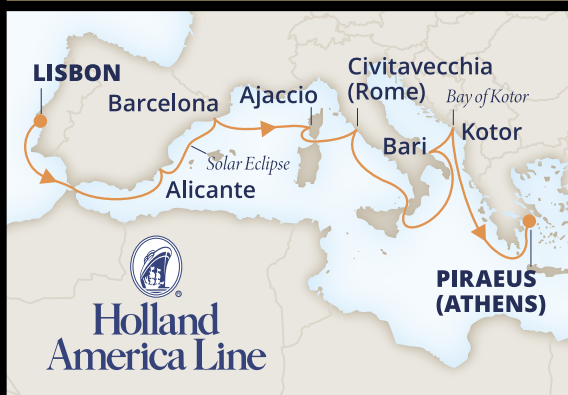 LISBON
Barcelona
Ajaccio
Civitavecchia
(Rome)
Bay of Kotor
Kotor
Bari
Solar Eclipse
Alicante
PIRAEUS
(ATHENS)
®
Holland
America Line